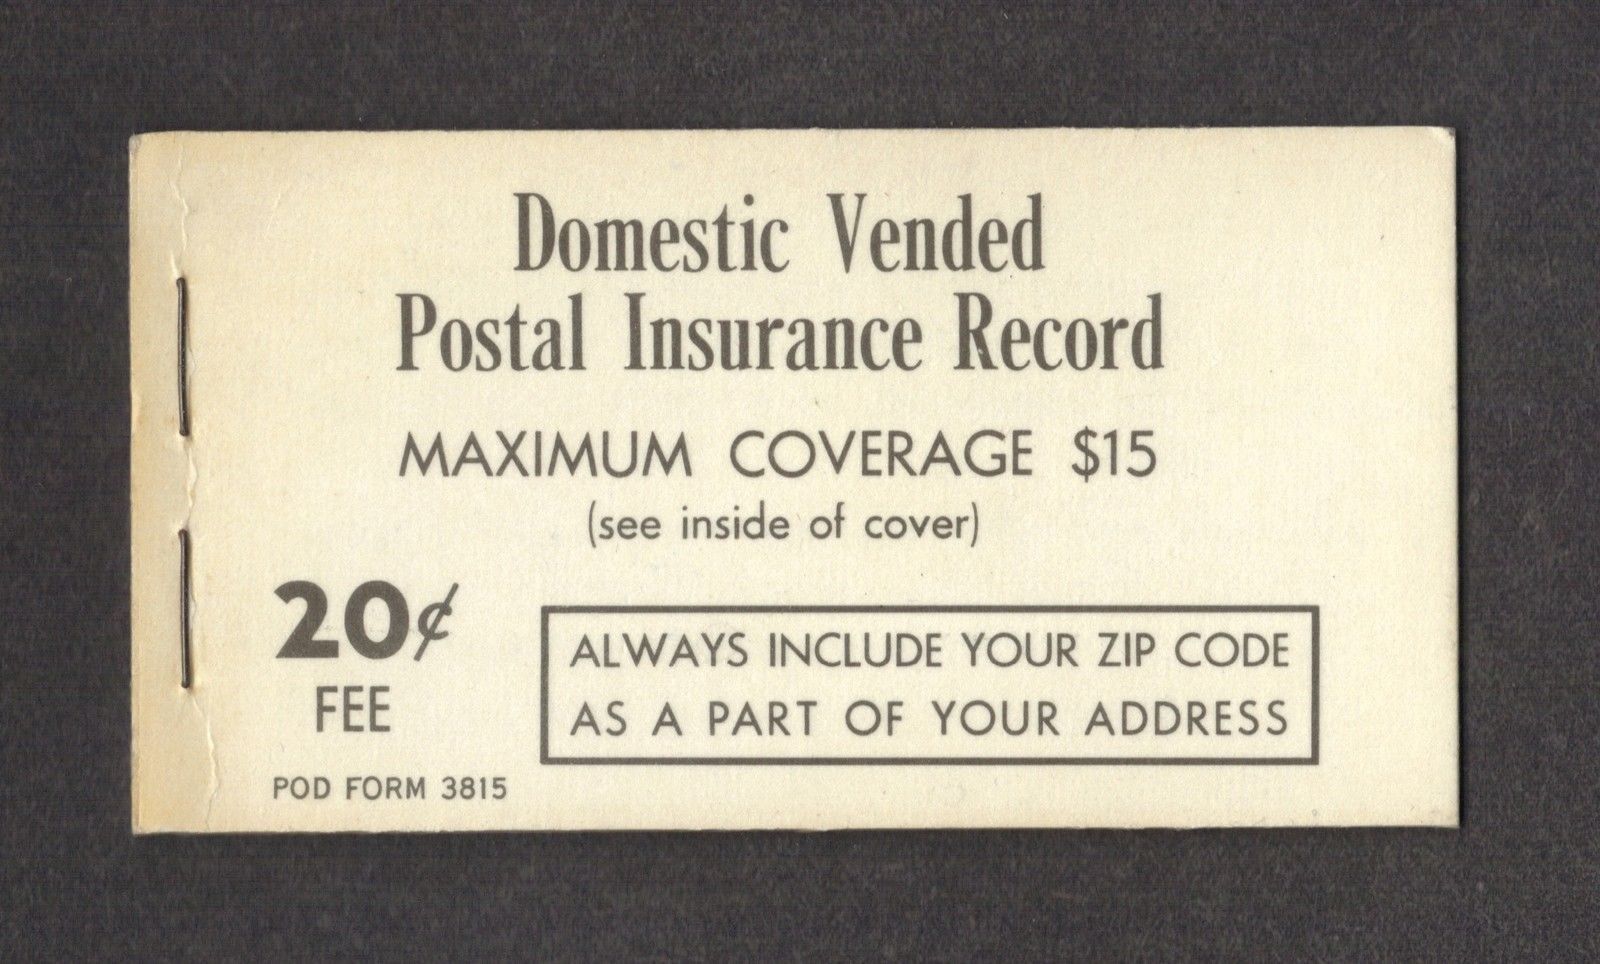 Domestic Vended
Postal Insurance Record
MAXIMUM COVERAGE $15
(see inside of cover)
20¢
FEE
ALWAYS INCLUDE YOUR ZIP CODE
AS A PART OF YOUR ADDRESS
POD FORM 3815